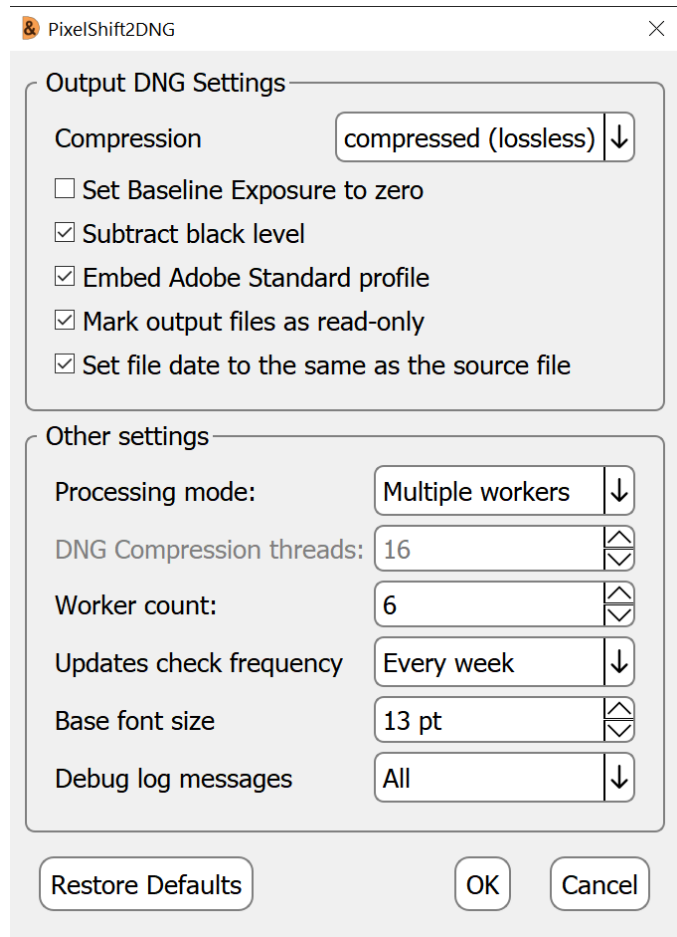 PixelShift2DNG
Output DNG Settings
Compression compressed (lossless)
Set Baseline Exposure to zero
Subtract black level
Embed Adobe Standard profile
Mark output files as read-only
Set file date to the same as the source file
Other settings
Processing mode: Multiple workers
DNG Compression threads: 16
Worker count: 6
Updates check frequency Every week
Base font size 13 pt
Debug log messages All
Restore Defaults OK Cancel